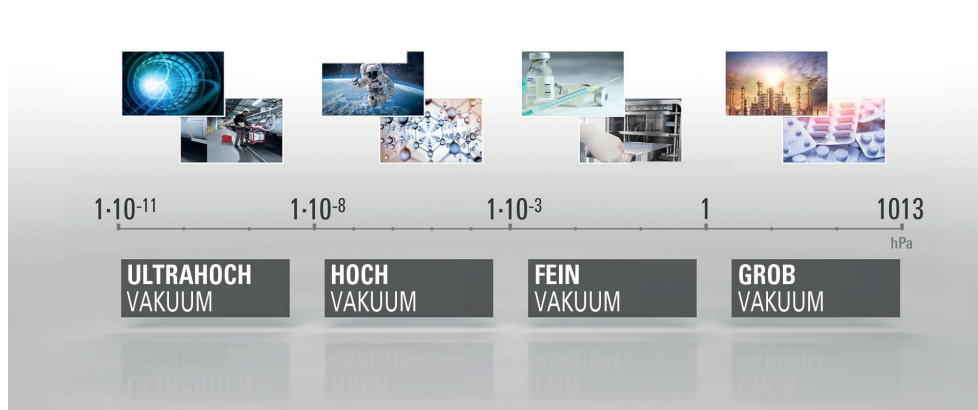 1·10-11 1·10-8 1·10-3 1 1013
hPa
ULTRAHOCH
VAKUUM
HOCH
VAKUUM
FEIN
VAKUUM
GROB
VAKUUM